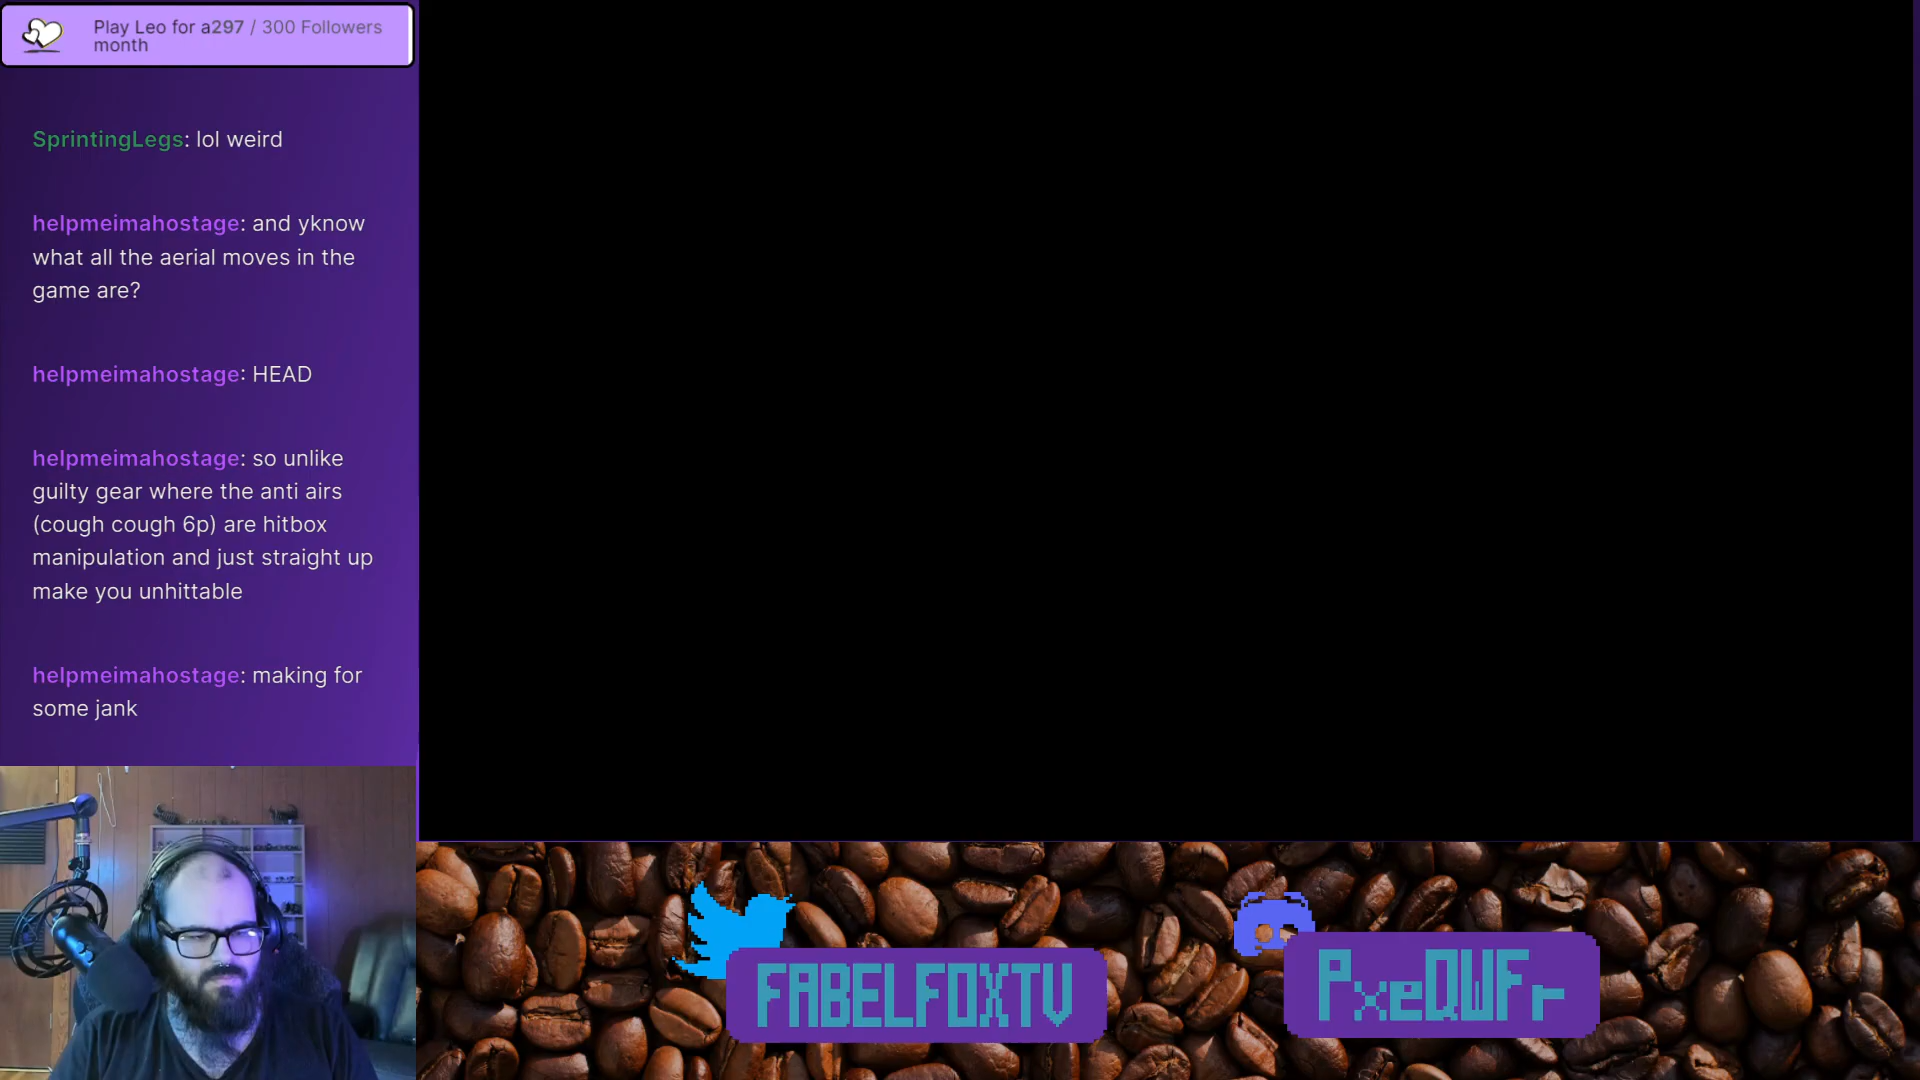 Play Leo for a297 / 300 Followers
month
SprintingLegs: lol weird
helpmeimahostage: and yknow
what all the aerial moves in the
game are?
helpmeimahostage: HEAD
helpmeimahostage: so unlike
guilty gear where the anti airs
(cough cough 6p) are hitbox
manipulation and just straight up
make you unhittable
helpmeimahostage: making for
some jank
FABELFOXTV
PxeQWFr